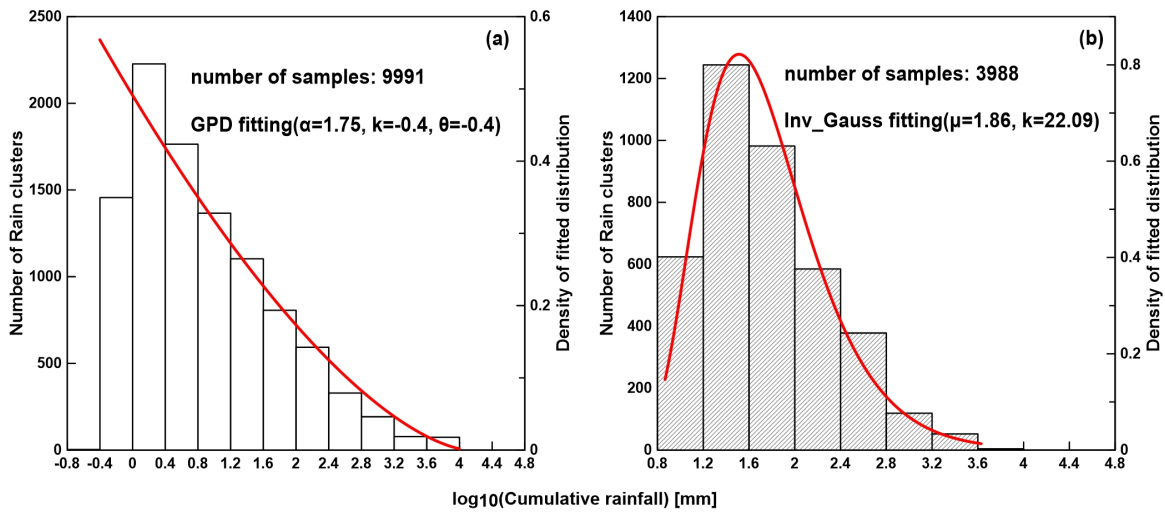 (a)
number of samples: 9991
GPD fitting(α=1.75, k=-0.4, θ=-0.4)
Number of Rain clusters
2500
2000
1500
1000
500
0
-0.8 -0.4 0 0.4 0.8 1.2 1.6 2 2.4 2.8 3.2 3.6 4 4.4 4.8
Density of fitted distribution
0.6
0.4
0.2
0
(b)
number of samples: 3988
Inv_Gauss fitting(μ=1.86, k=22.09)
Number of Rain clusters
1400
1200
1000
800
600
400
200
0
0.8 1.2 1.6 2 2.4 2.8 3.2 3.6 4 4.4 4.8
Density of fitted distribution
0.8
0.6
0.4
0.2
0
log10(Cumulative rainfall) [mm]